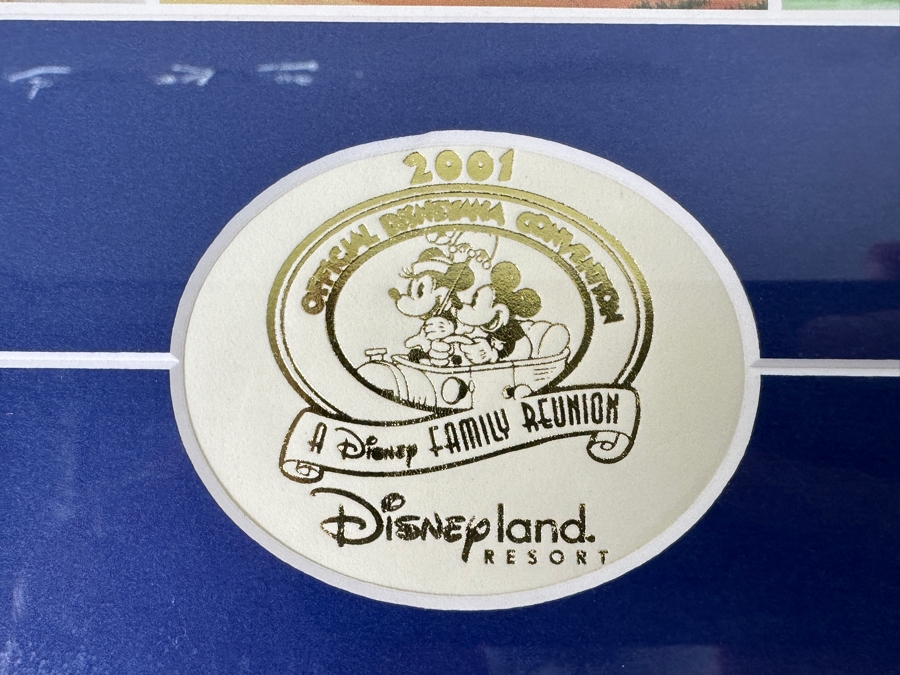 2001
OFFICIAL DISNEYANA CONVENTION
A Disney FAMILY REUNION
Disneyland
RESORT